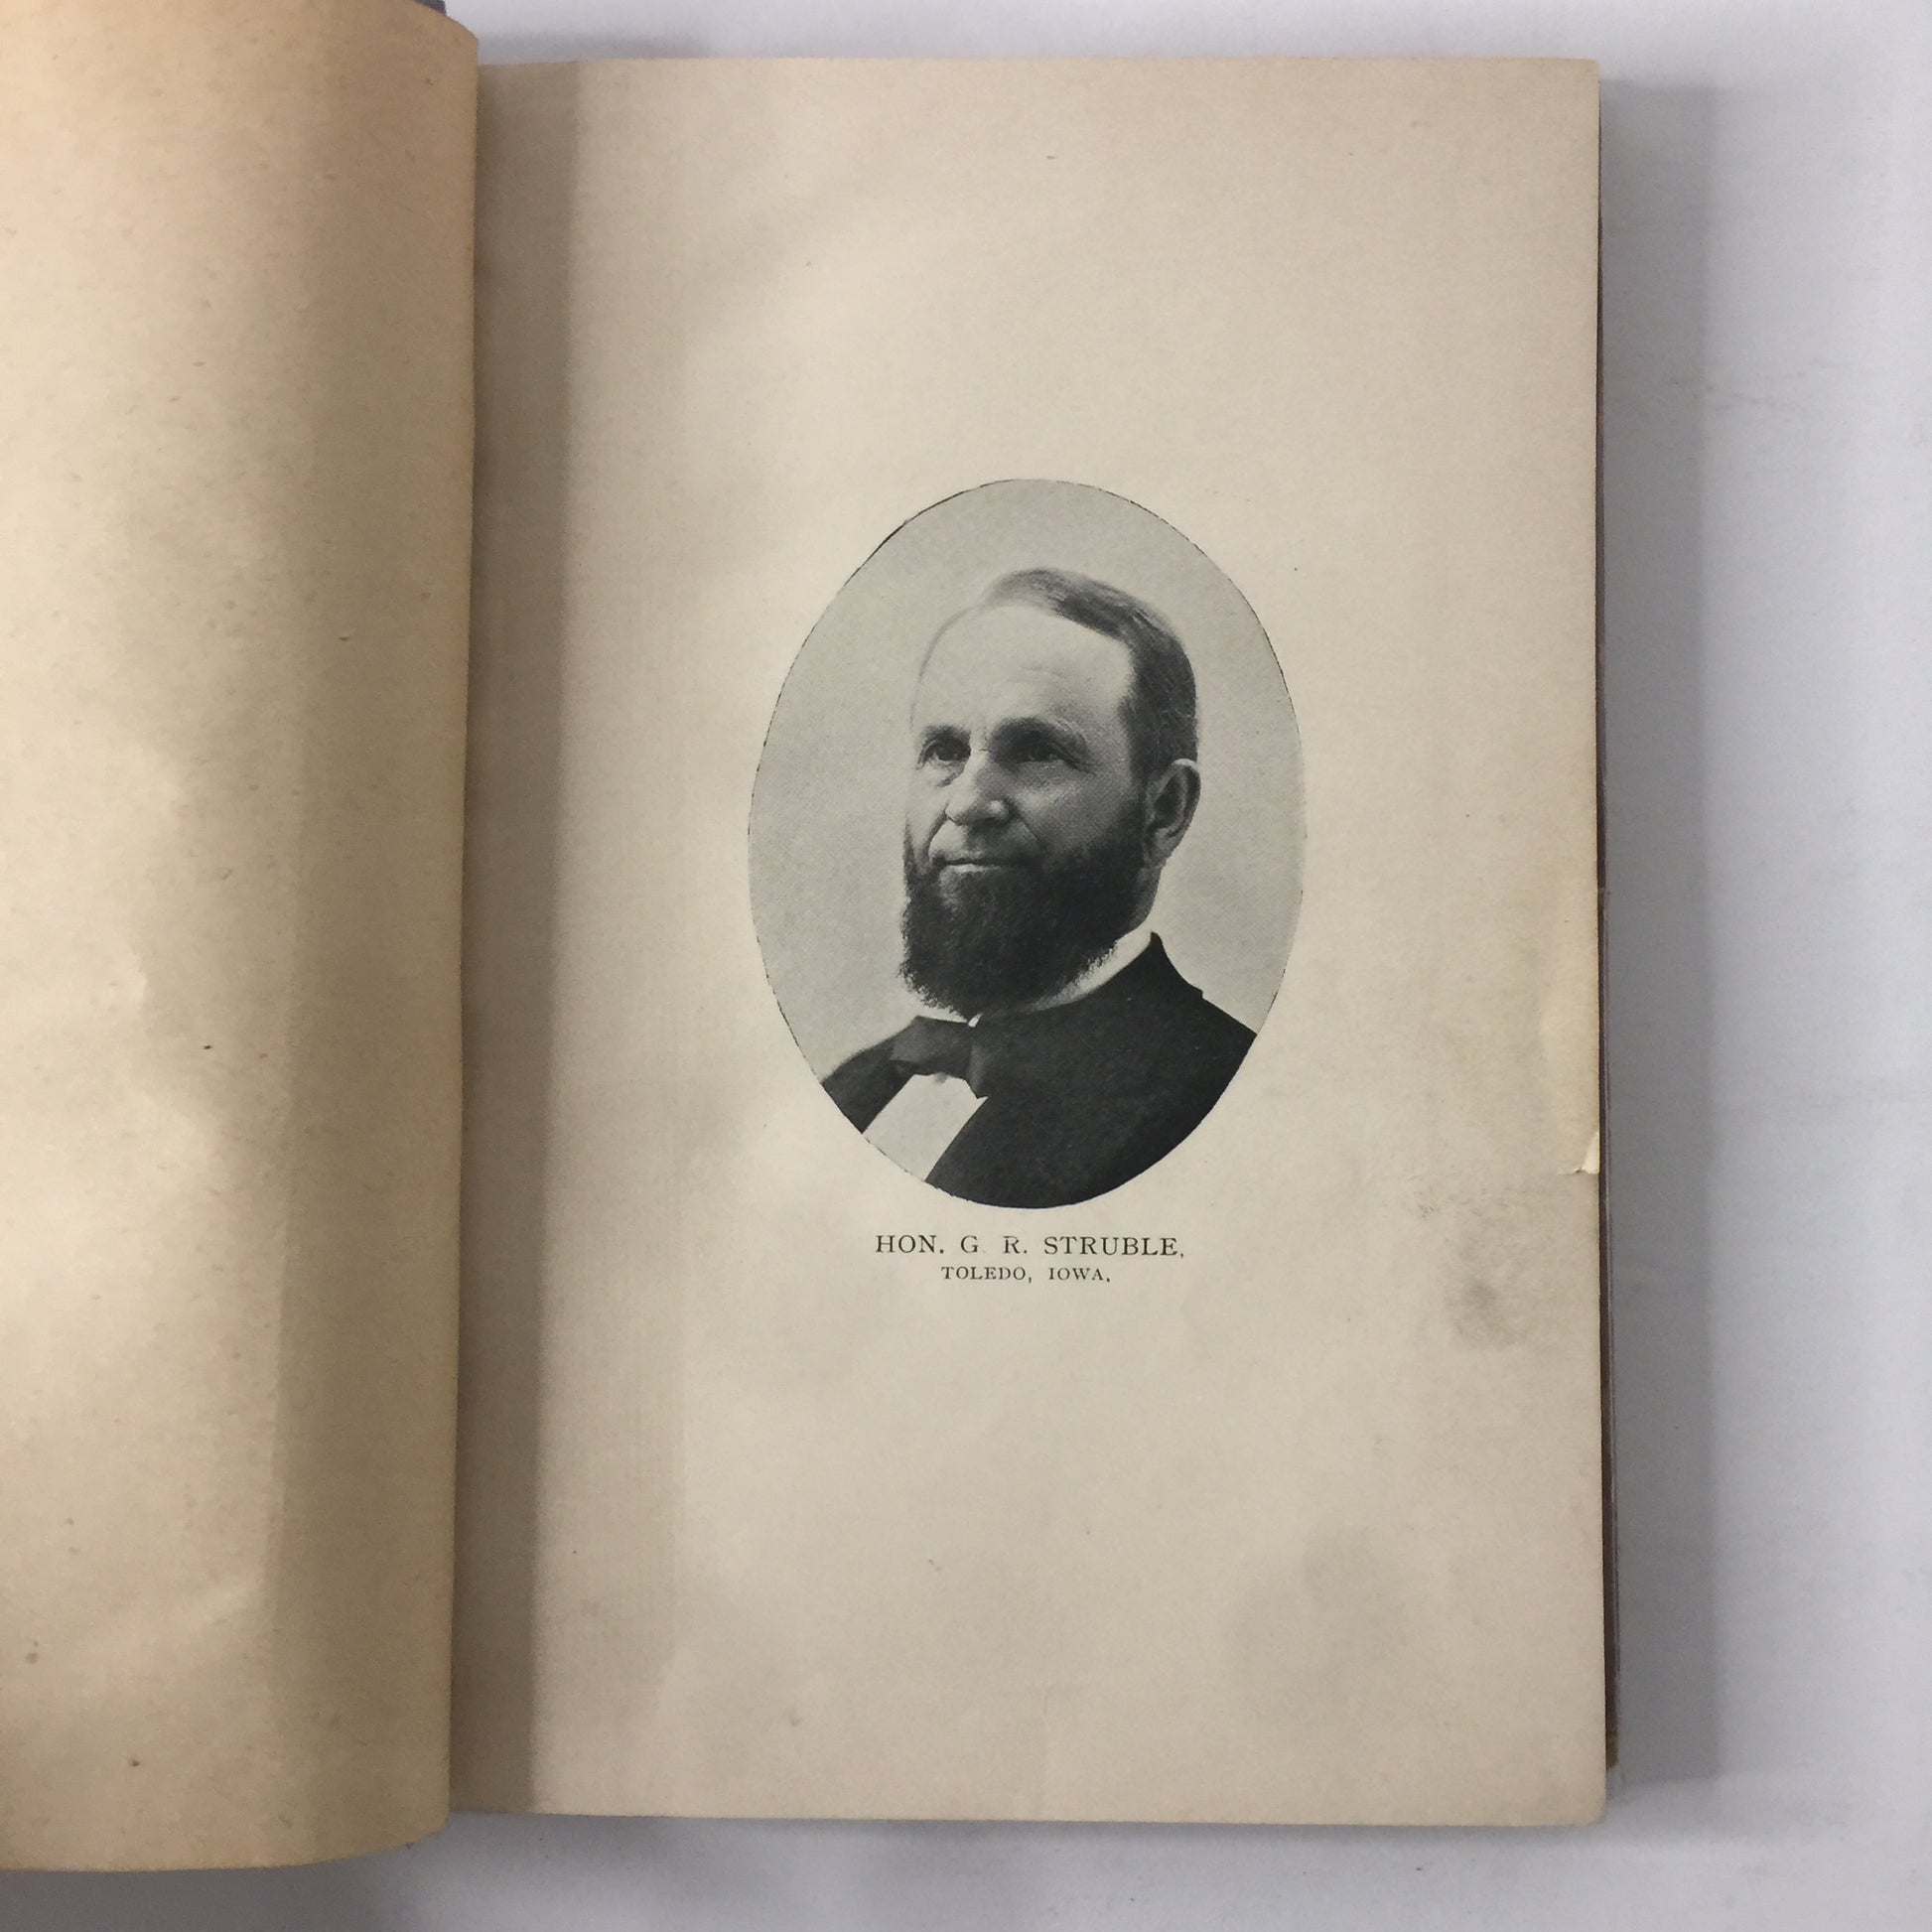 HON. G R. STRUBLE,
TOLEDO, IOWA.